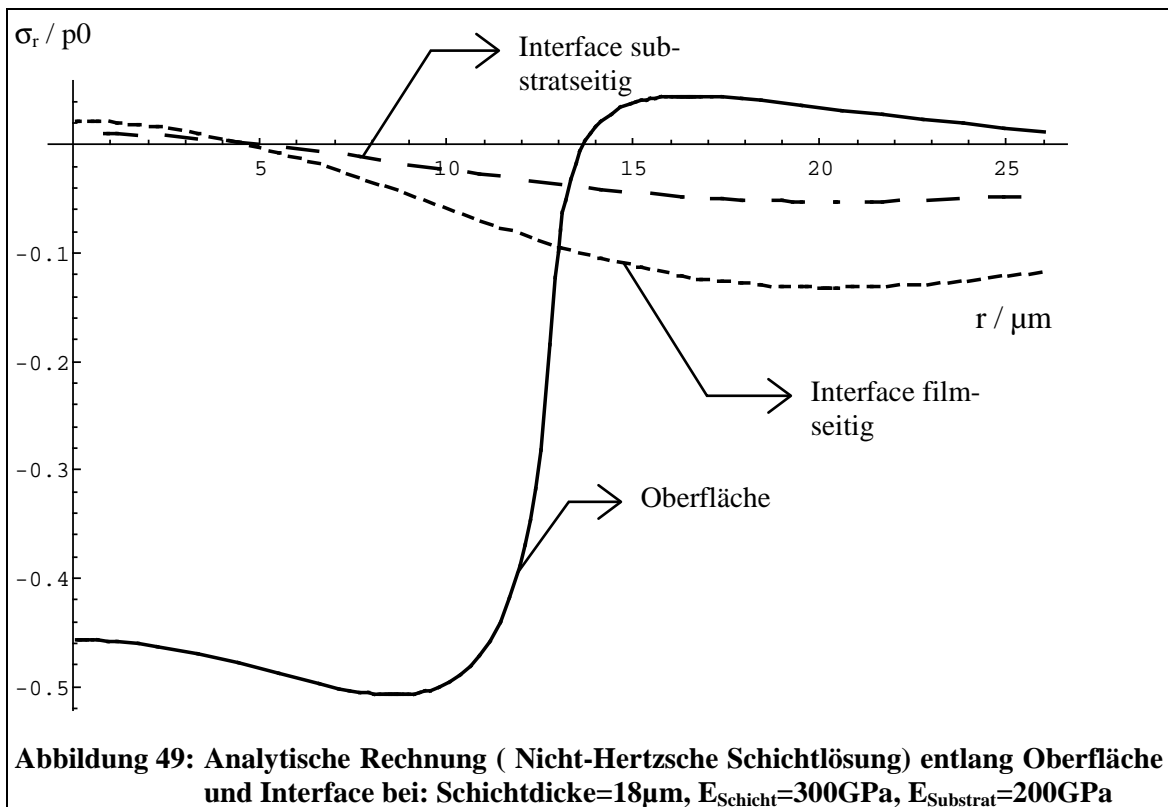 σr / p0
Interface sub-
stratseitig
5
10
15
20
25
-0.1
r / µm
-0.2
Interface film-
seitig
-0.3
Oberfläche
-0.4
-0.5
Abbildung 49: Analytische Rechnung ( Nicht-Hertzsche Schichtlösung) entlang Oberfläche
und Interface bei: Schichtdicke=18µm, ESchicht=300GPa, ESubstrat=200GPa